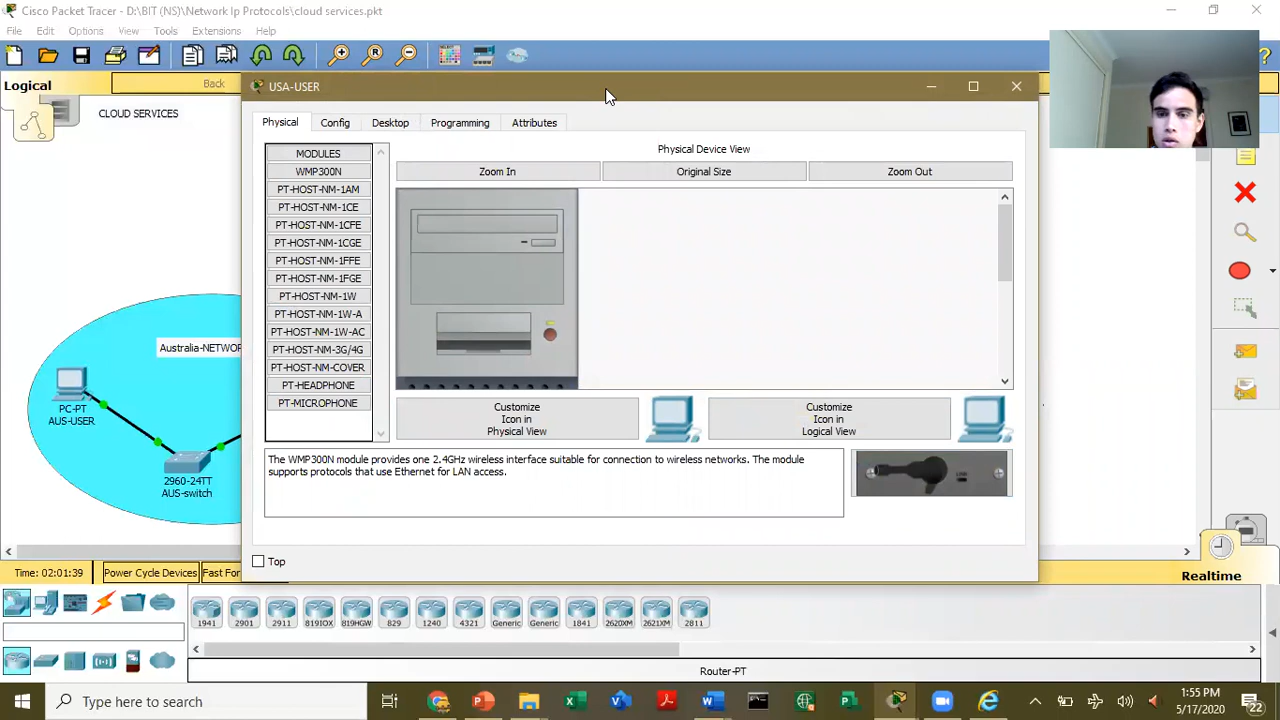 Cisco Packet Tracer - D:\BIT (NS)\Network Ip Protocols\cloud services.pkt
File Edit Options View Tools Extensions Help
Logical
Back
CLOUD SERVICES
USA-USER
Physical Config Desktop Programming Attributes
MODULES
WMP300N
PT-HOST-NM-1AM
PT-HOST-NM-1CE
PT-HOST-NM-1CFE
PT-HOST-NM-1CGE
PT-HOST-NM-1FFE
PT-HOST-NM-1FGE
PT-HOST-NM-1W
PT-HOST-NM-1W-A
PT-HOST-NM-1W-AC
PT-HOST-NM-3G/4G
PT-HOST-NM-COVER
PT-HEADPHONE
PT-MICROPHONE
Physical Device View
Zoom In Original Size Zoom Out
Customize
Icon in
Physical View
Customize
Icon in
Logical View
The WMP300N module provides one 2.4GHz wireless interface suitable for connection to wireless networks. The module
supports protocols that use Ethernet for LAN access.
Top
Australia-NETWOR
PC-PT
AUS-USER
2960-24TT
AUS-switch
Time: 02:01:39 Power Cycle Devices Fast For
Realtime
1941 2901 2911 819IOX 819HGW 829 1240 4321 Generic Generic 1841 2620XM 2621XM 2811
Router-PT
Type here to search
1:55 PM
5/17/2020
22